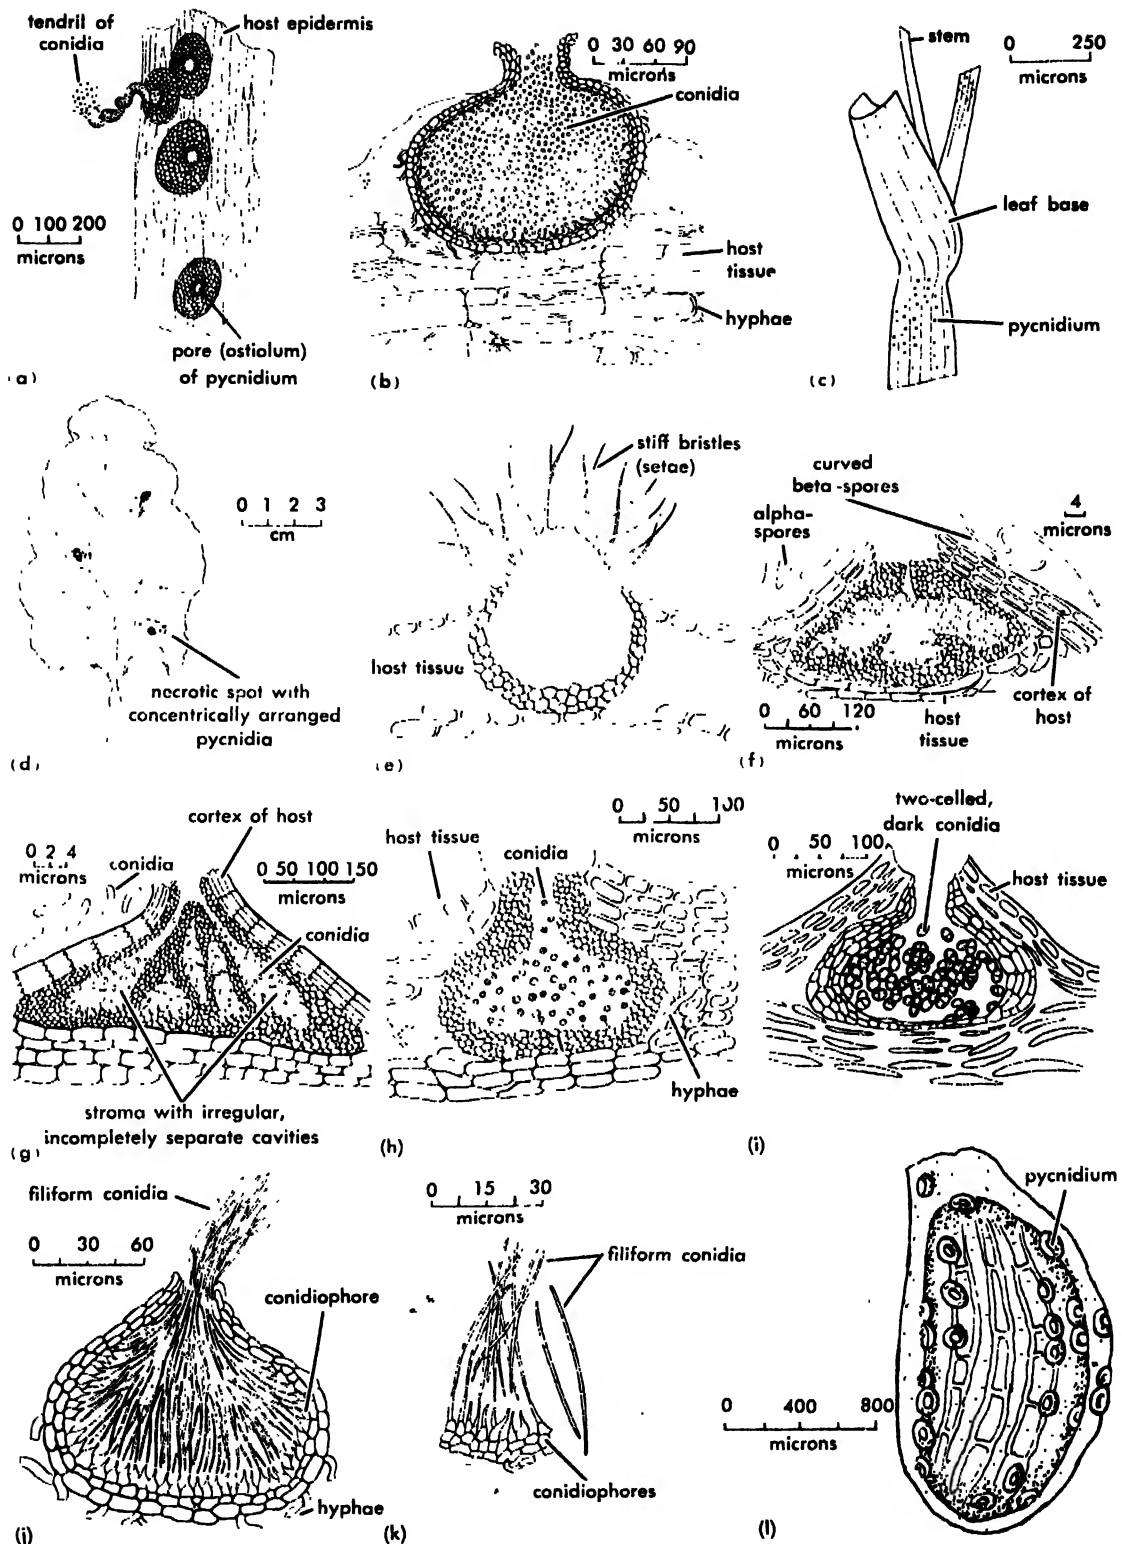 tendril of
conidia
host epidermis
0 100 200
microns
pore (ostiolum)
of pycnidium
(a)
0 30 60 90
microns
conidia
host
tissue
hyphae
(b)
stem
0 250
microns
leaf base
pycnidium
(c)
0 1 2 3
cm
necrotic spot with
concentrically arranged
pycnidia
(d)
stiff bristles
(setae)
host tissue
(e)
curved
beta-spores
alpha-
spores
4
microns
cortex of
host
0 60 120
microns
host
tissue
(f)
cortex of host
0 2 4
microns
conidia
0 50 100 150
microns
conidia
stroma with irregular,
incompletely separate cavities
(g)
host tissue
0 50 100
microns
conidia
hyphae
(h)
two-celled,
dark conidia
0 50 100
microns
host tissue
(i)
filiform conidia
0 30 60
microns
conidiophore
hyphae
(j)
0 15 30
microns
filiform conidia
conidiophores
(k)
pycnidium
0 400 800
microns
(l)